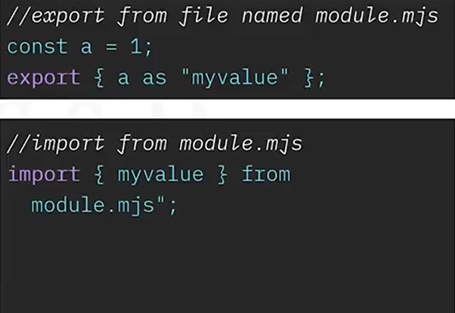 //export from file named module.mjs
const a = 1;
export { a as "myvalue" };
//import from module.mjs
import { myvalue } from
module.mjs";